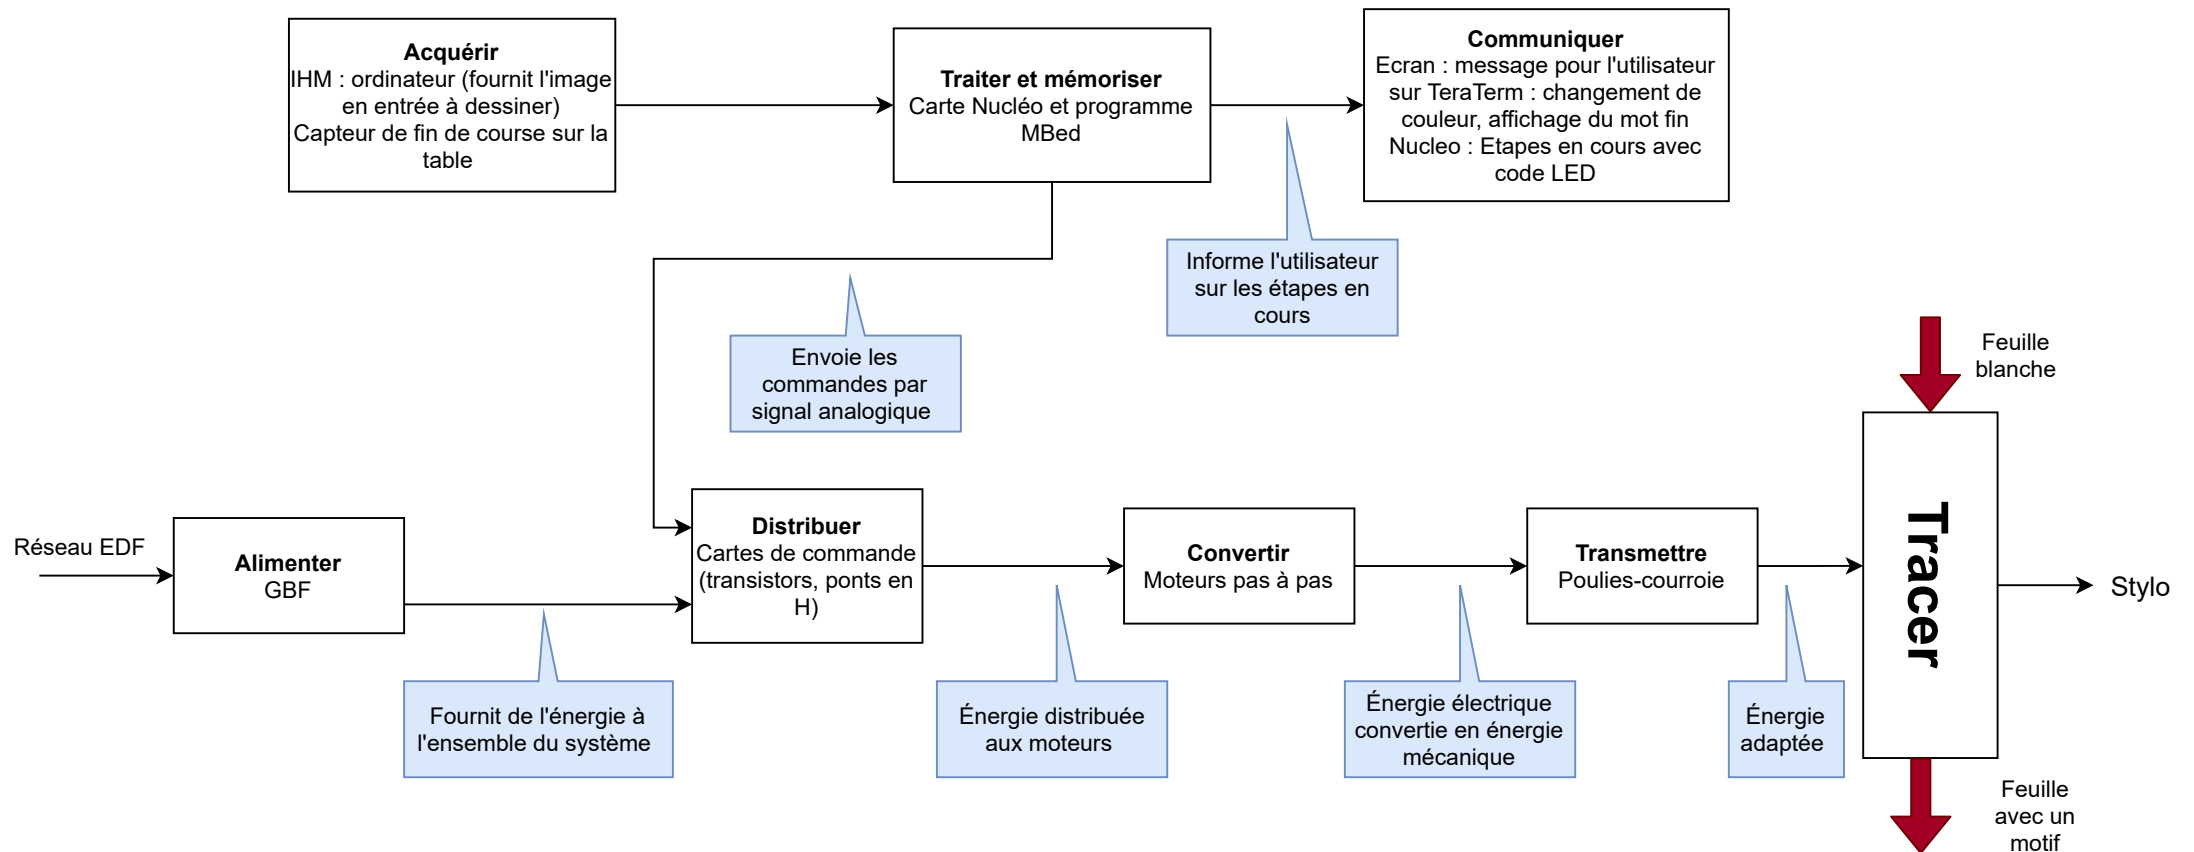 Acquérir
IHM : ordinateur (fournit l'image
en entrée à dessiner)
Capteur de fin de course sur la
table
Traiter et mémoriser
Carte Nucléo et programme
MBed
Communiquer
Ecran : message pour l'utilisateur
sur TeraTerm : changement de
couleur, affichage du mot fin
Nucleo : Etapes en cours avec
code LED
Informe l'utilisateur
sur les étapes en
cours
Envoie les
commandes par
signal analogique
Feuille
blanche
Réseau EDF
Alimenter
GBF
Distribuer
Cartes de commande
(transistors, ponts en
H)
Convertir
Moteurs pas à pas
Transmettre
Poulies-courroie
Tracer
Stylo
Fournit de l'énergie à
l'ensemble du système
Énergie distribuée
aux moteurs
Énergie électrique
convertie en énergie
mécanique
Énergie
adaptée
Feuille
avec un
motif